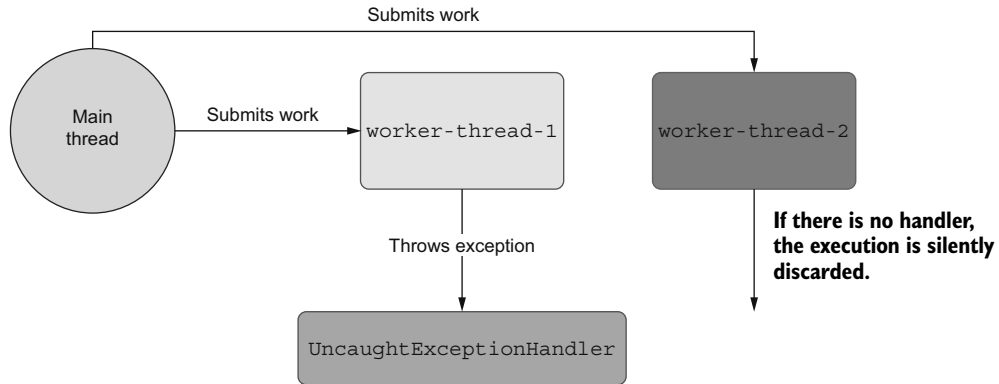 Submits work
Main
thread
Submits work
worker-thread-1
worker-thread-2
If there is no handler,
the execution is silently
discarded.
Throws exception
UncaughtExceptionHandler